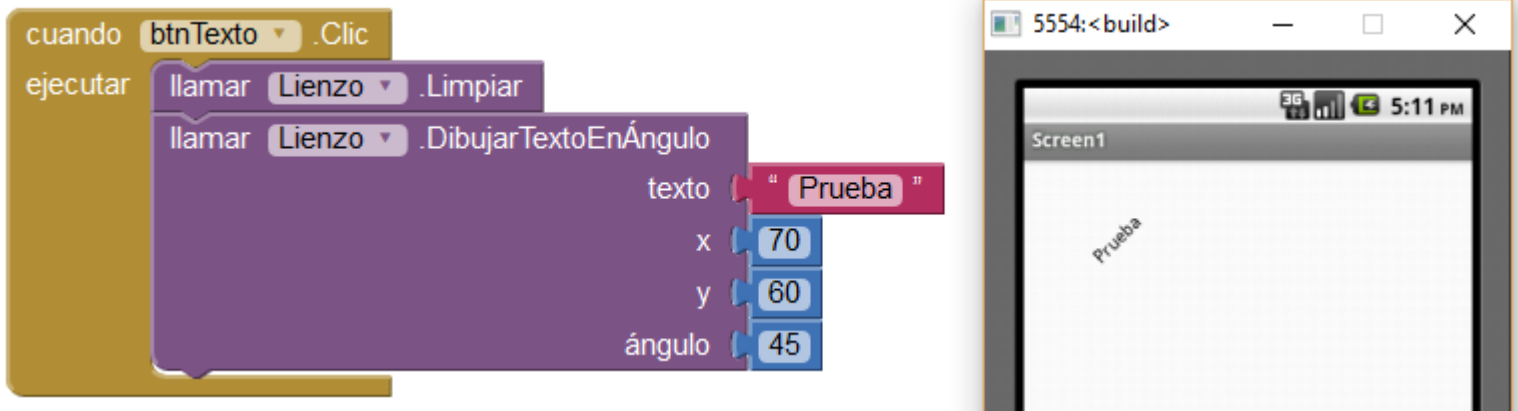 cuando btnTexto .Clic
ejecutar llamar Lienzo .Limpiar
llamar Lienzo .DibujarTextoEnÁngulo
texto “ Prueba ”
x 70
y 60
ángulo 45
5554:<build>
3G 5:11 PM
Screen1
Prueba